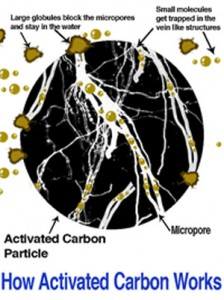 Large globules block the micropores
and stay in the water
Small molecules
get trapped in the
vein like structures
Activated Carbon
Particle
Micropore
How Activated Carbon Works